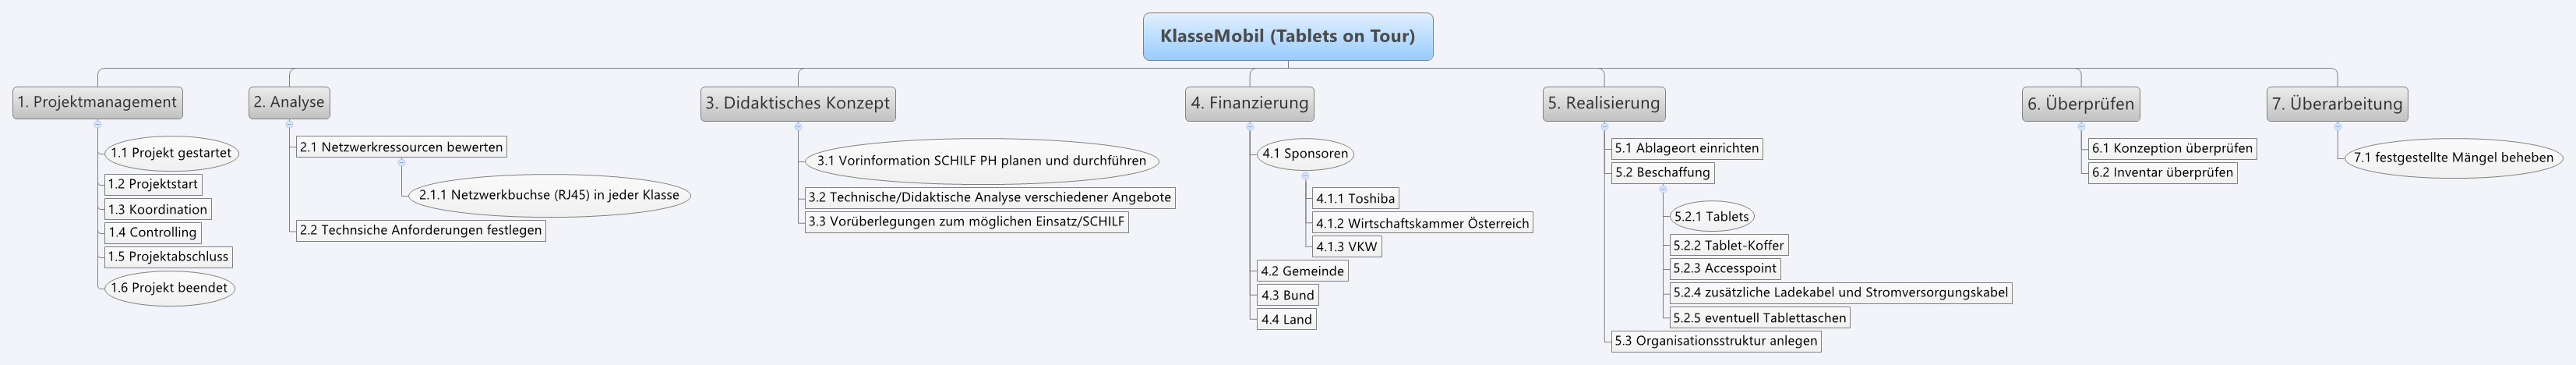 KlasseMobil (Tablets on Tour)
1. Projektmanagement
1.1 Projekt gestartet
1.2 Projektstart
1.3 Koordination
1.4 Controlling
1.5 Projektabschluss
1.6 Projekt beendet
2. Analyse
2.1 Netzwerkressourcen bewerten
2.1.1 Netzwerkbuchse (RJ45) in jeder Klasse
2.2 Technsiche Anforderungen festlegen
3. Didaktisches Konzept
3.1 Vorinformation SCHILF PH planen und durchführen
3.2 Technische/Didaktische Analyse verschiedener Angebote
3.3 Vorüberlegungen zum möglichen Einsatz/SCHILF
4. Finanzierung
4.1 Sponsoren
4.1.1 Toshiba
4.1.2 Wirtschaftskammer Österreich
4.1.3 VKW
4.2 Gemeinde
4.3 Bund
4.4 Land
5. Realisierung
5.1 Ablageort einrichten
5.2 Beschaffung
5.2.1 Tablets
5.2.2 Tablet-Koffer
5.2.3 Accesspoint
5.2.4 zusätzliche Ladekabel und Stromversorgungskabel
5.2.5 eventuell Tablettaschen
5.3 Organisationsstruktur anlegen
6. Überprüfen
6.1 Konzeption überprüfen
6.2 Inventar überprüfen
7. Überarbeitung
7.1 festgestellte Mängel beheben